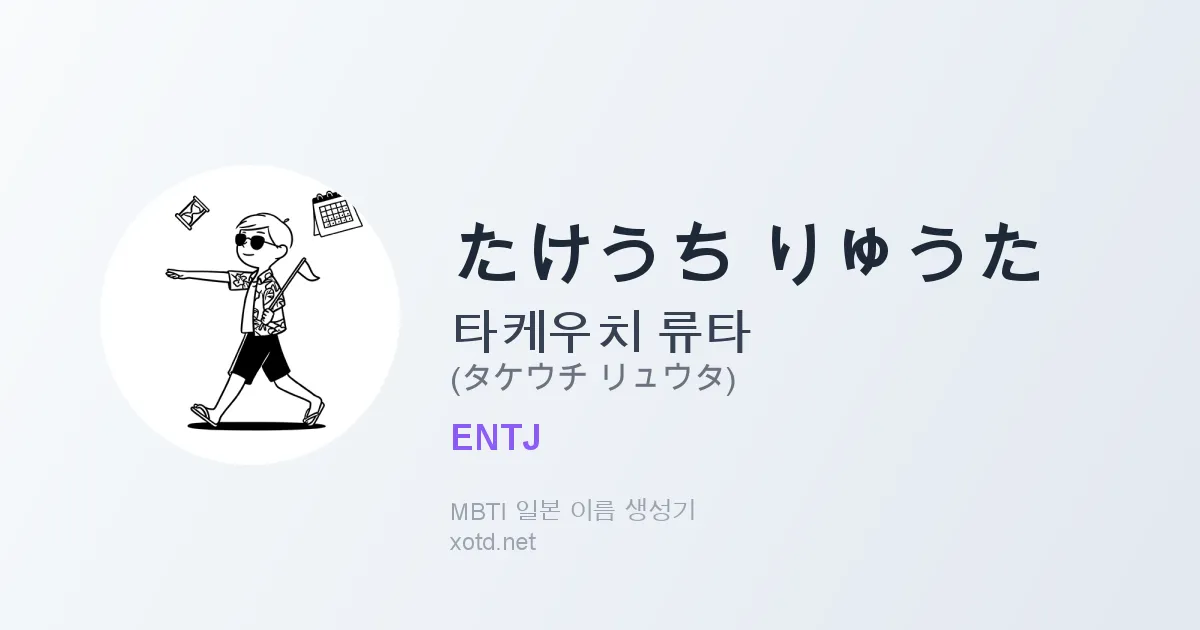 たけうち りゅうた
타케우치 류타
(タケウチ リュウタ)
ENTJ
MBTI 일본 이름 생성기
xotd.net